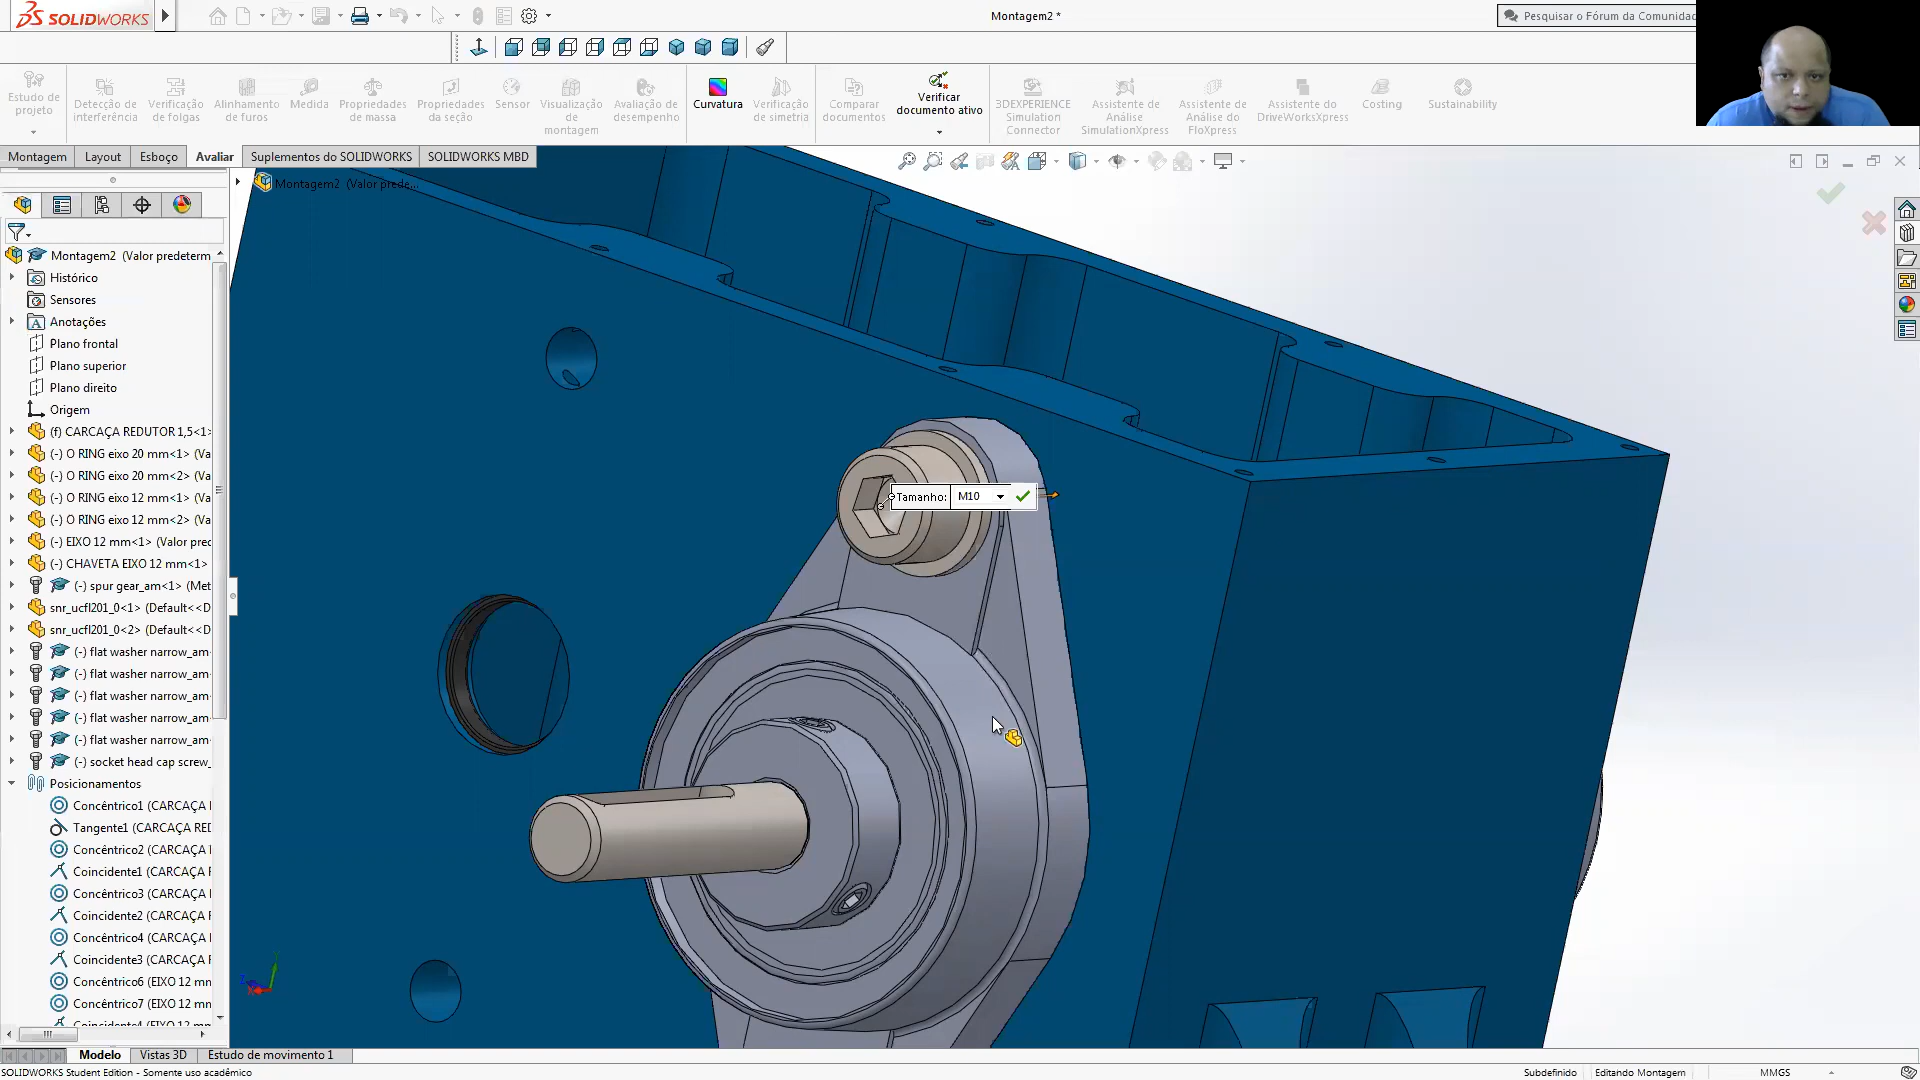 SOLIDWORKS
Montagem2 *
Pesquisar o Fórum da Comunidad
Estudo de projeto
Detecção de interferência
Verificação de folgas
Alinhamento de furos
Medida
Propriedades de massa
Propriedades da seção
Sensor
Visualização de montagem
Avaliação de desempenho
Curvatura
Verificação de simetria
Comparar documentos
Verificar documento ativo
3DEXPERIENCE Simulation Connector
Assistente de Análise SimulationXpress
Assistente de Análise do FloXpress
Assistente do DriveWorksXpress
Costing
Sustainability
Montagem
Layout
Esboço
Avaliar
Suplementos do SOLIDWORKS
SOLIDWORKS MBD
Montagem2 (Valor prede...
Montagem2 (Valor predeterm
Histórico
Sensores
Anotações
Plano frontal
Plano superior
Plano direito
Origem
(f) CARCAÇA REDUTOR 1,5<1>
(-) O RING eixo 20 mm<1> (Va
(-) O RING eixo 20 mm<2> (Va
(-) O RING eixo 12 mm<1> (Va
(-) O RING eixo 12 mm<2> (Va
(-) EIXO 12 mm<1> (Valor pred
(-) CHAVETA EIXO 12 mm<1>
(-) spur gear_am<1> (Met
snr_ucfl201_0<1> (Default<<D
snr_ucfl201_0<2> (Default<<D
(-) flat washer narrow_am
(-) flat washer narrow_am
(-) flat washer narrow_am
(-) flat washer narrow_am
(-) flat washer narrow_am
(-) socket head cap screw_
Posicionamentos
Concêntrico1 (CARCAÇA
Tangente1 (CARCAÇA RED
Concêntrico2 (CARCAÇA
Coincidente1 (CARCAÇA
Concêntrico3 (CARCAÇA
Coincidente2 (CARCAÇA
Concêntrico4 (CARCAÇA
Coincidente3 (CARCAÇA
Concêntrico6 (EIXO 12 mm
Concêntrico7 (EIXO 12 mm
Coincidente4 (EIXO 12 mm
Tamanho: M10
Modelo
Vistas 3D
Estudo de movimento 1
SOLIDWORKS Student Edition - Somente uso acadêmico
Subdefinido
Editando Montagem
MMGS